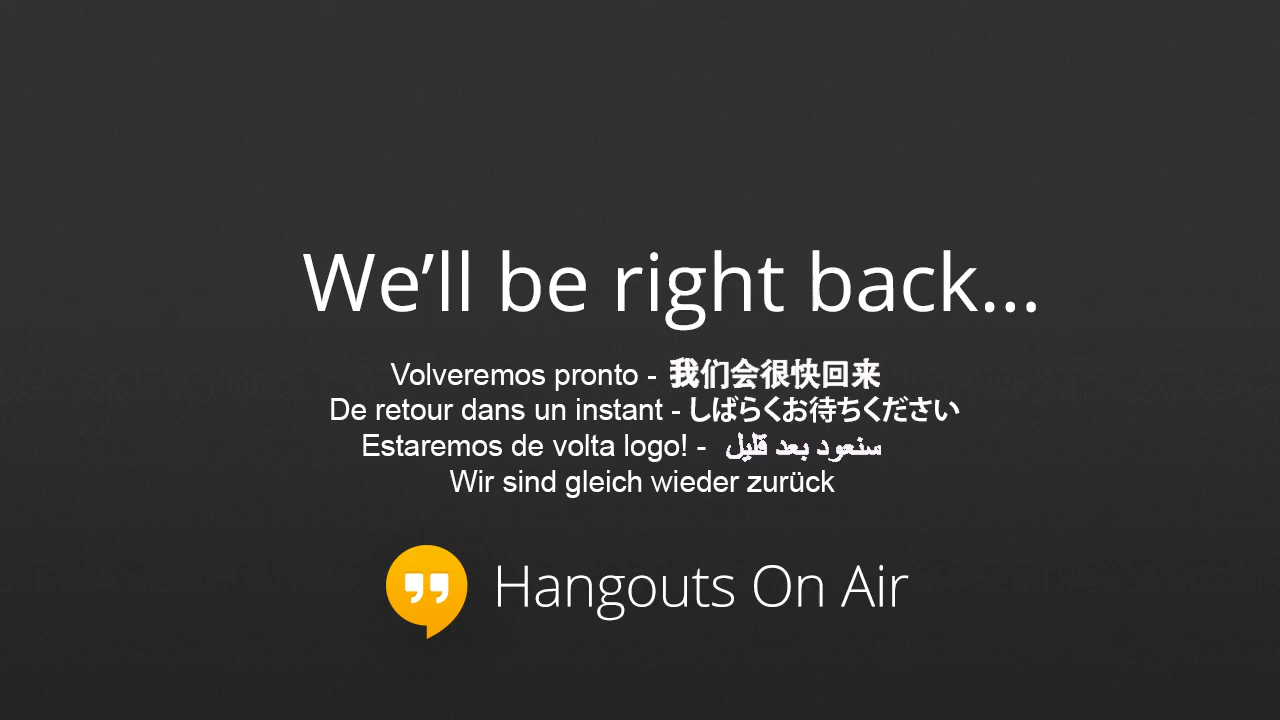 We’ll be right back...
Volveremos pronto - 我们会很快回来
De retour dans un instant - しばらくお待ちください
Estaremos de volta logo! - سنعود بعد قليل
Wir sind gleich wieder zurück
Hangouts On Air